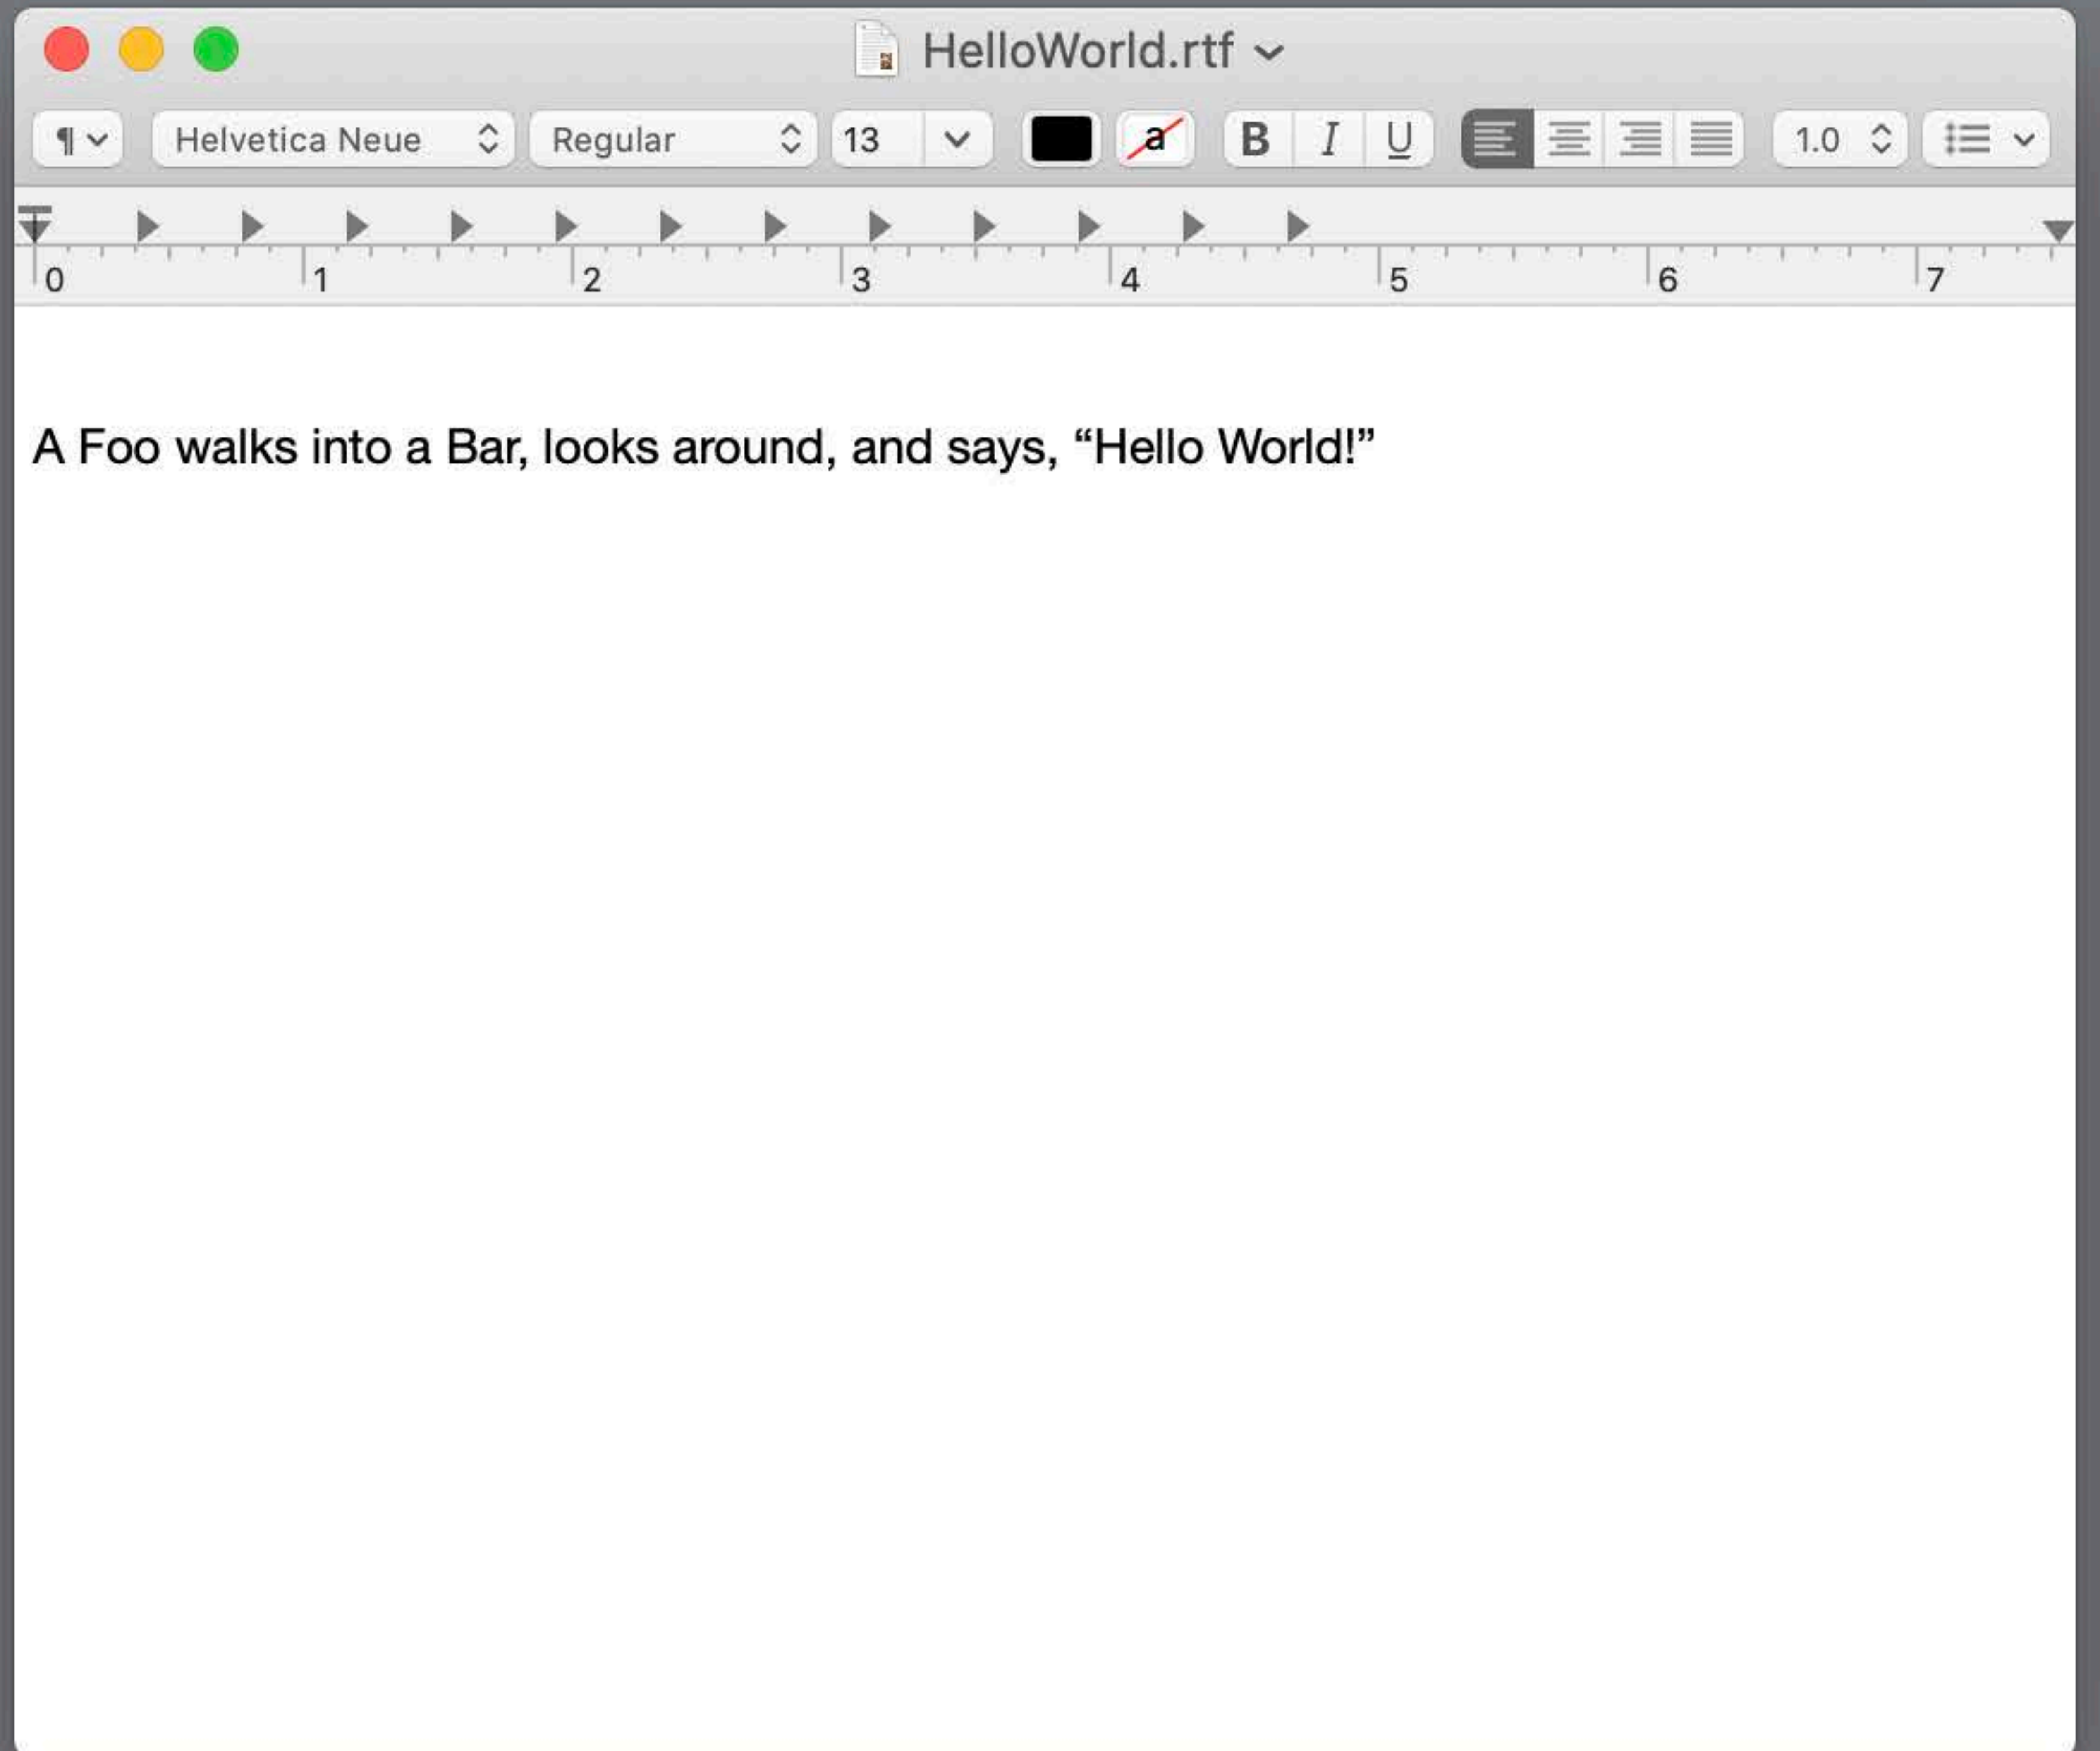 HelloWorld.rtf
¶ Helvetica Neue Regular 13 a B I U 1.0
0 1 2 3 4 5 6 7
A Foo walks into a Bar, looks around, and says, “Hello World!”